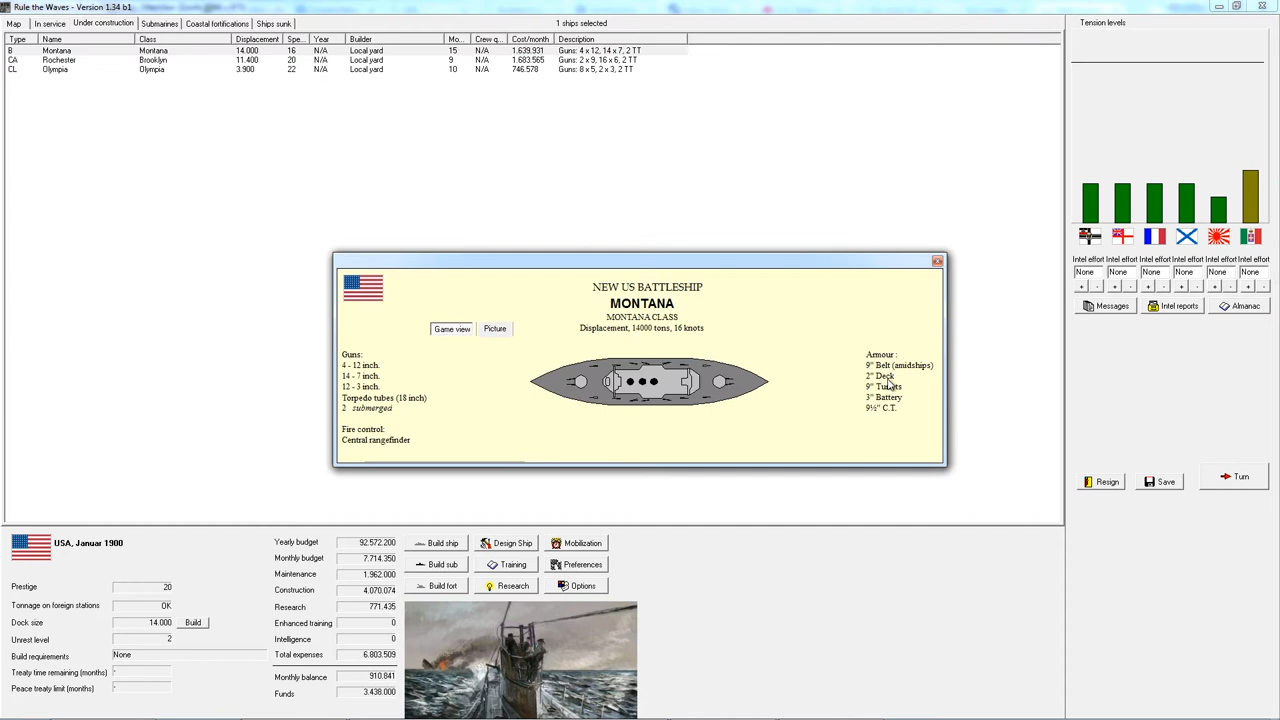 Rule the Waves - Version 1.34 b1
Map In service Under construction Submarines Coastal fortifications Ships sunk 1 ships selected
Type Name Class Displacement Spe... Year Builder Mo... Crew q... Cost/month Description
B Montana Montana 14.000 16 N/A Local yard 15 N/A 1.639.931 Guns: 4 x 12, 14 x 7, 2 TT
CA Rochester Brooklyn 11.400 20 N/A Local yard 9 N/A 1.683.565 Guns: 2 x 9, 16 x 6, 2 TT
CL Olympia Olympia 3.900 22 N/A Local yard 10 N/A 746.578 Guns: 8 x 5, 2 x 3, 2 TT
Tension levels
Intel effort Intel effort Intel effort Intel effort Intel effort Intel effort
None None None None None None
+ - + - + - + - + - + -
Messages Intel reports Almanac
Resign Save Turn
NEW US BATTLESHIP
MONTANA
MONTANA CLASS
Displacement, 14000 tons, 16 knots
Game view Picture
Guns:
4 - 12 inch.
14 - 7 inch.
12 - 3 inch.
Torpedo tubes (18 inch)
2 submerged
Fire control:
Central rangefinder
Armour :
9" Belt (amidships)
2" Deck
9" Turrets
3" Battery
9½" C.T.
USA, Januar 1900
Prestige 20
Tonnage on foreign stations OK
Dock size 14.000 Build
Unrest level 2
Build requirements None
Treaty time remaining (months) -
Peace treaty limit (months) -
Yearly budget 92.572.200
Monthly budget 7.714.350
Maintenance 1.962.000
Construction 4.070.074
Research 771.435
Enhanced training 0
Intelligence 0
Total expenses 6.803.509
Monthly balance 910.841
Funds 3.438.000
Build ship Design Ship Mobilization
Build sub Training Preferences
Build fort Research Options